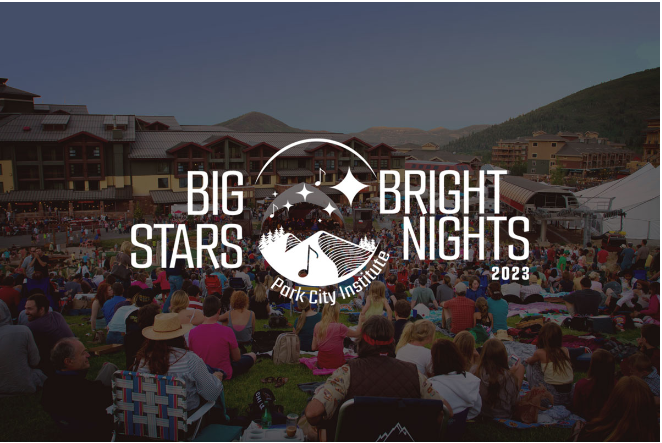 BIG
STARS
BRIGHT
NIGHTS
2023
Park City Institute